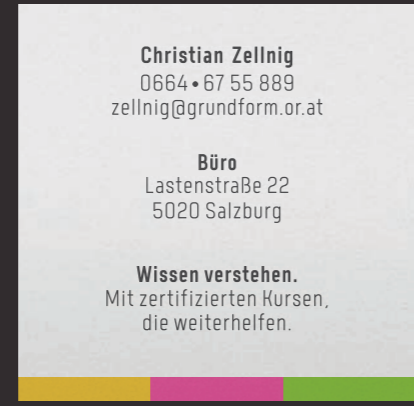 Christian Zellnig
0664 • 67 55 889
zellnig@grundform.or.at
Büro
Lastenstraße 22
5020 Salzburg
Wissen verstehen.
Mit zertifizierten Kursen,
die weiterhelfen.